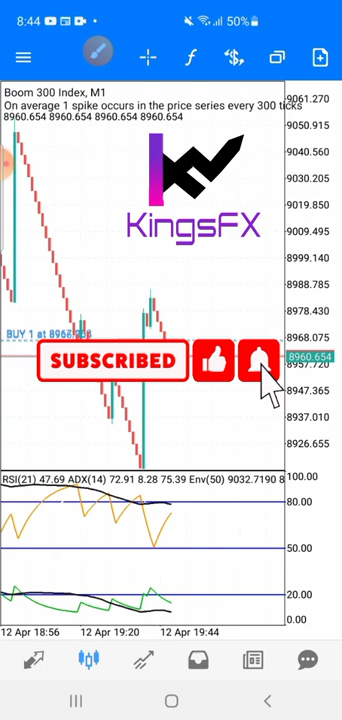 8:44
50%
Boom 300 Index, M1
On average 1 spike occurs in the price series every 300 ticks
8960.654 8960.654 8960.654 8960.654
9061.270
9050.915
9040.560
9030.205
9019.850
9009.495
8999.140
8988.785
8978.430
8968.075
8960.654
8957.720
8947.365
8937.010
8926.655
KingsFX
BUY 1 at
SUBSCRIBED
RSI(21) 47.69 ADX(14) 72.91 8.28 75.39 Env(50) 9032.7190 8
100.00
80.00
50.00
20.00
0.00
12 Apr 18:56
12 Apr 19:20
12 Apr 19:44